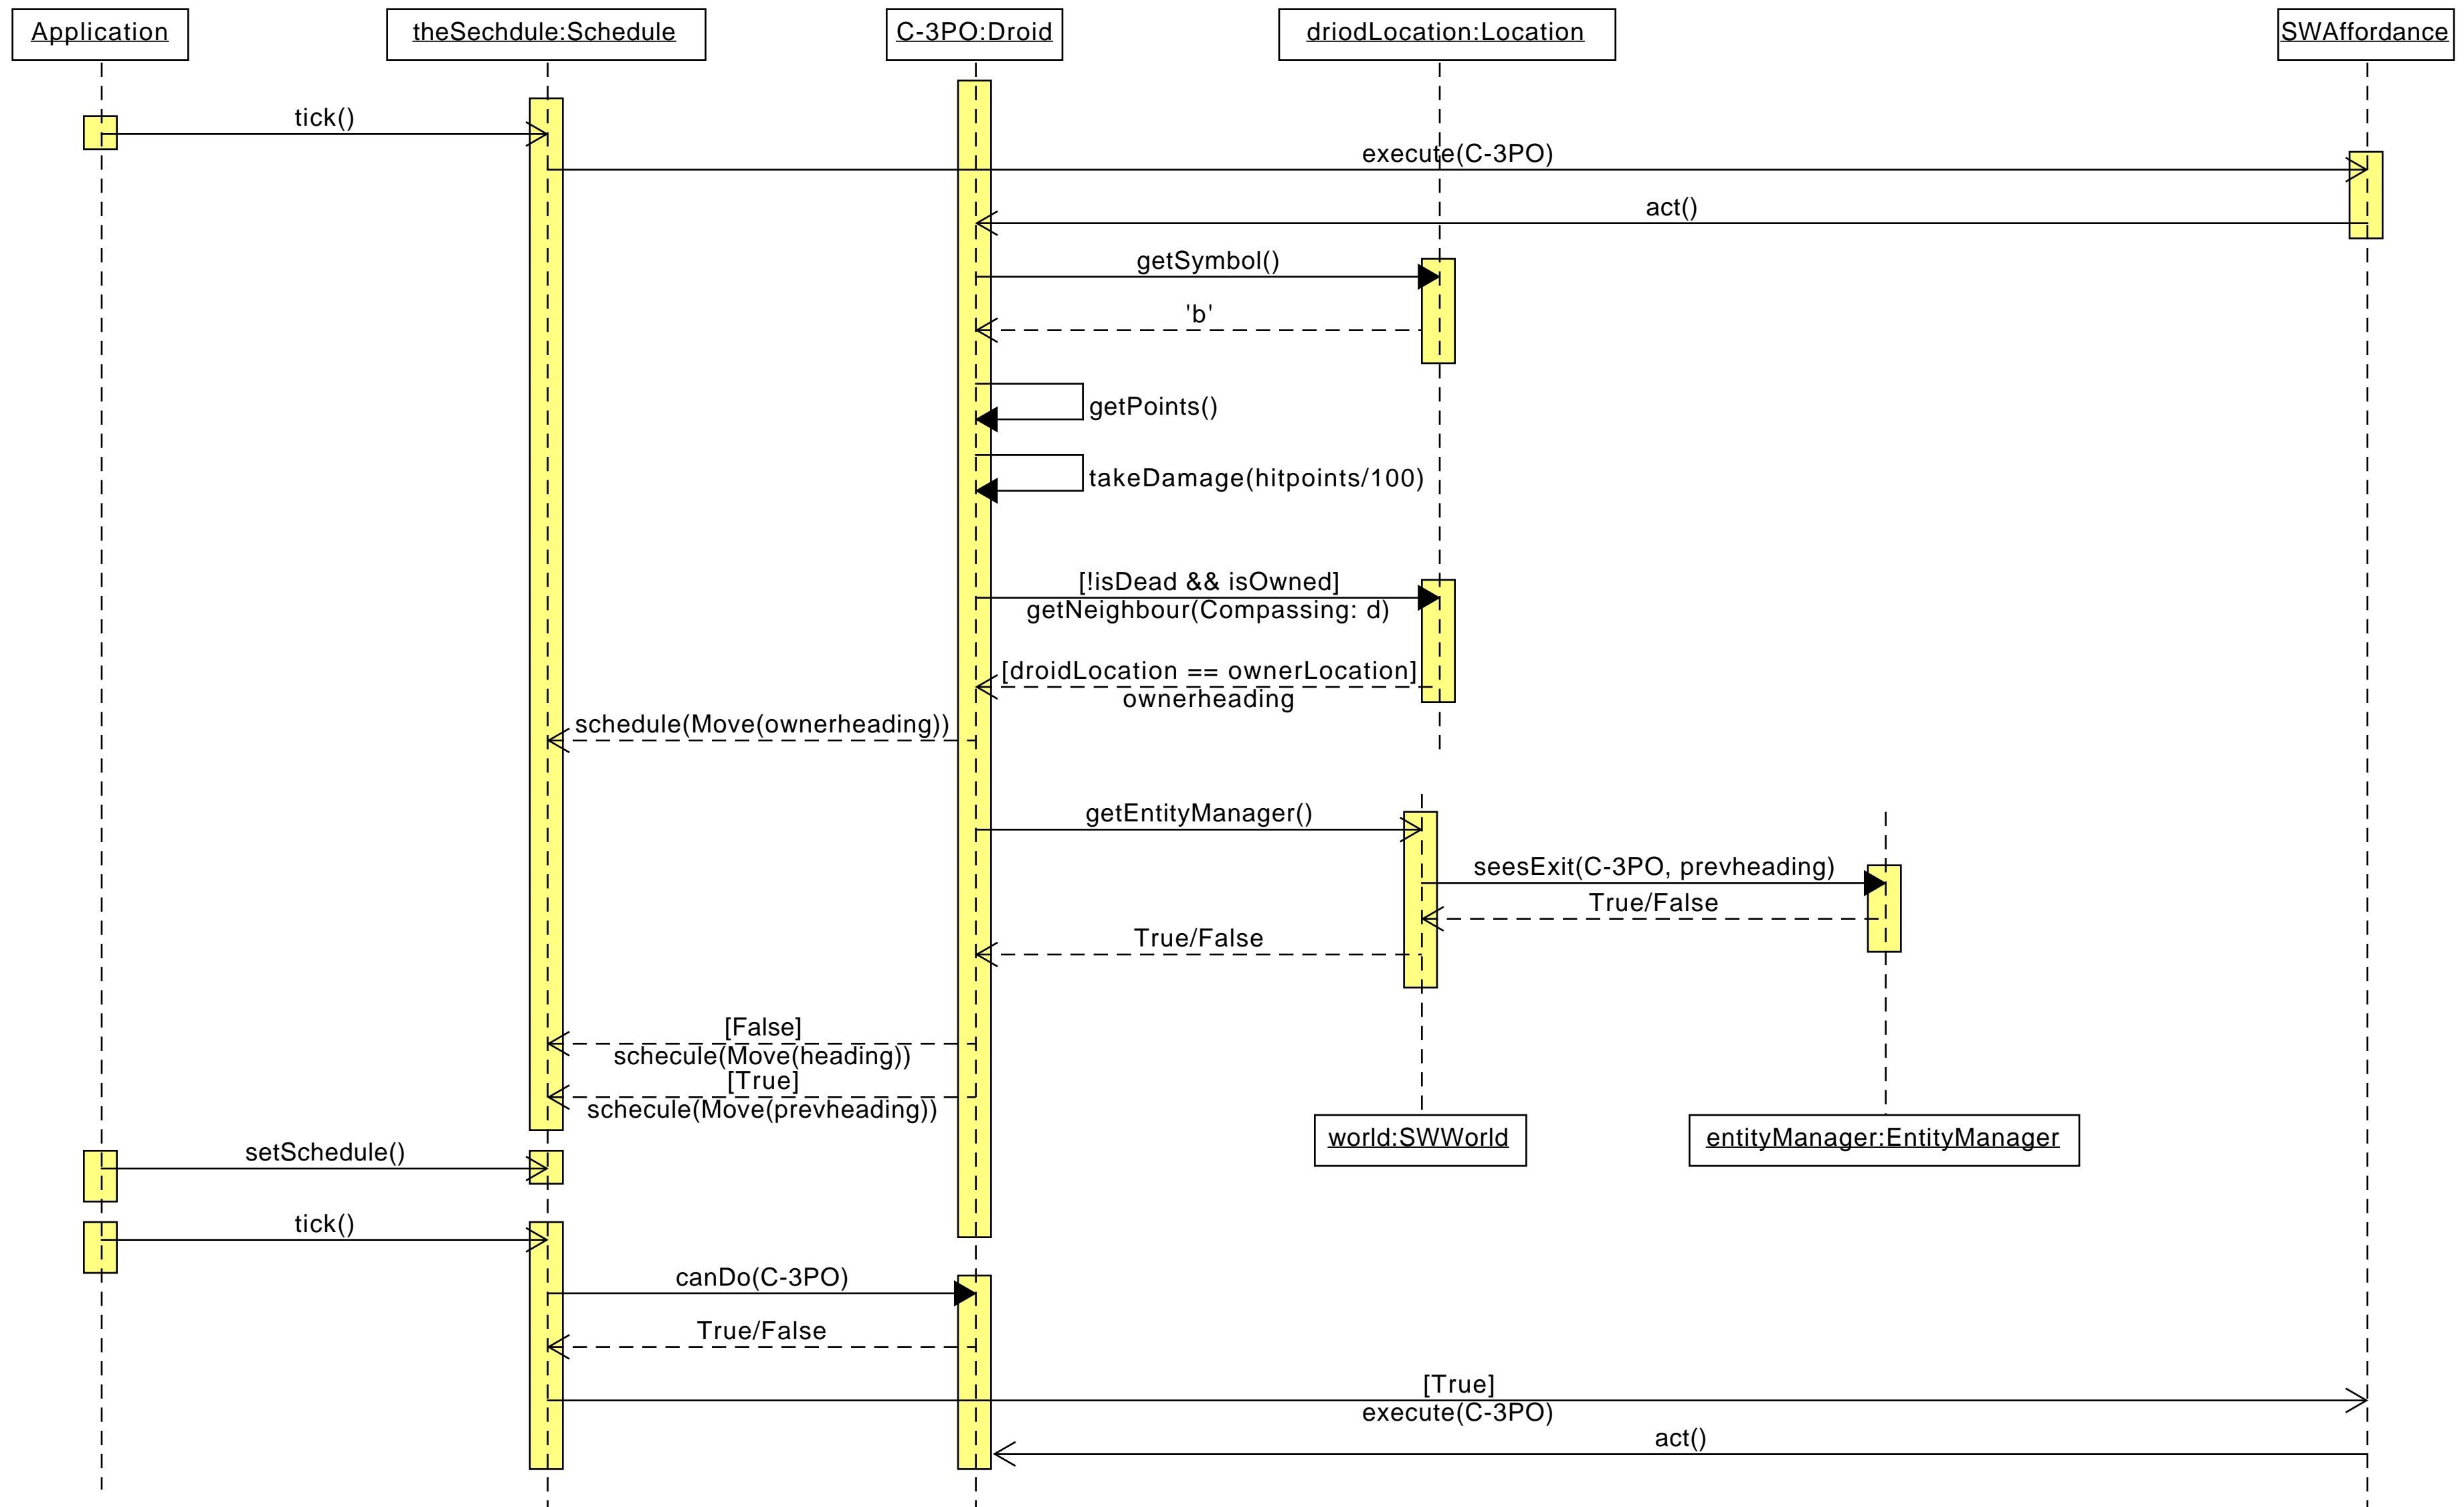 Application
theSechdule:Schedule
C-3PO:Droid
driodLocation:Location
SWAffordance
tick()
execute(C-3PO)
act()
getSymbol()
'b'
getPoints()
takeDamage(hitpoints/100)
[!isDead && isOwned]
getNeighbour(Compassing: d)
[droidLocation == ownerLocation]
ownerheading
schedule(Move(ownerheading))
getEntityManager()
seesExit(C-3PO, prevheading)
True/False
True/False
[False]
schecule(Move(heading))
[True]
schecule(Move(prevheading))
world:SWWorld
entityManager:EntityManager
setSchedule()
tick()
canDo(C-3PO)
True/False
[True]
execute(C-3PO)
act()